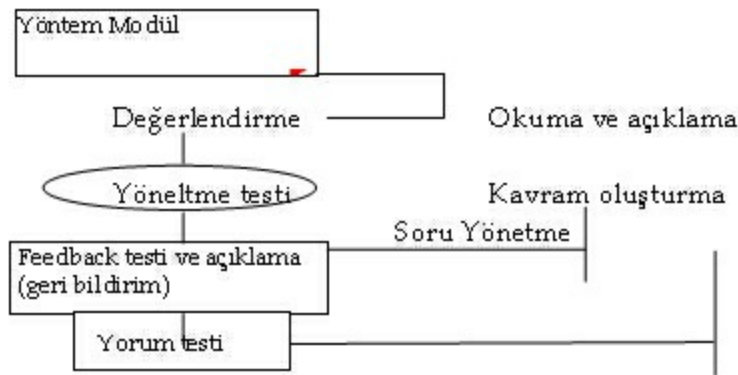 Yöntem Modül
Değerlendirme
Okuma ve açıklama
Yöneltme testi
Kavram oluşturma
Soru Yönetme
Feedback testi ve açıklama
(geri bildirim)
Yorum testi